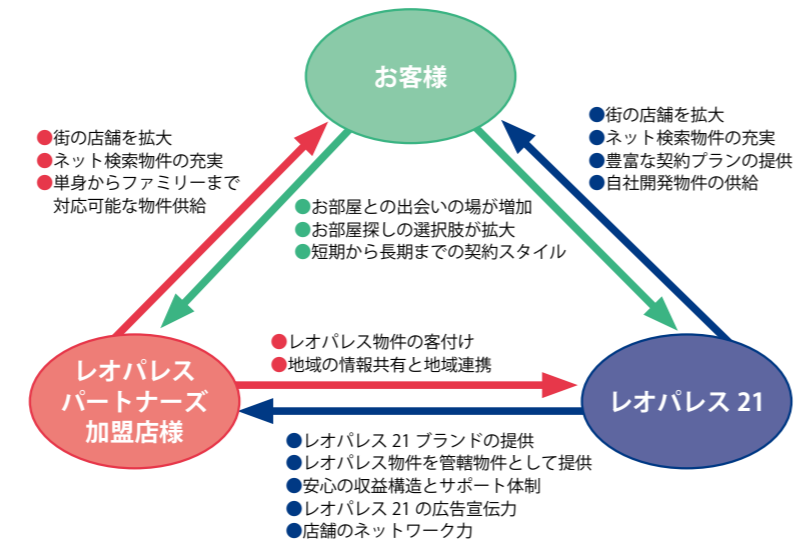 お客様
●街の店舗を拡大
●ネット検索物件の充実
●単身からファミリーまで
対応可能な物件供給
●街の店舗を拡大
●ネット検索物件の充実
●豊富な契約プランの提供
●自社開発物件の供給
●お部屋との出会いの場が増加
●お部屋探しの選択肢が拡大
●短期から長期までの契約スタイル
●レオパレス物件の客付け
●地域の情報共有と地域連携
レオパレス
パートナーズ
加盟店様
レオパレス 21
●レオパレス 21 ブランドの提供
●レオパレス物件を管轄物件として提供
●安心の収益構造とサポート体制
●レオパレス 21 の広告宣伝力
●店舗のネットワーク力